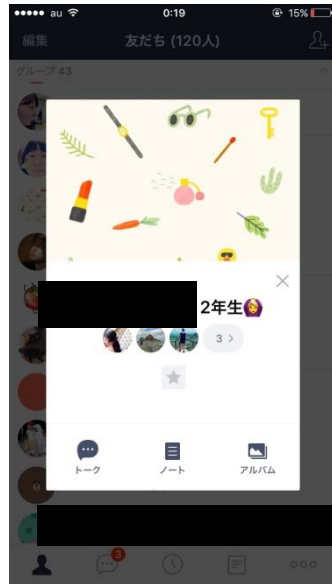 au 0:19 15%
編集 友だち (120人)
グループ 43
2年生🙆
3 >
トーク ノート アルバム
3